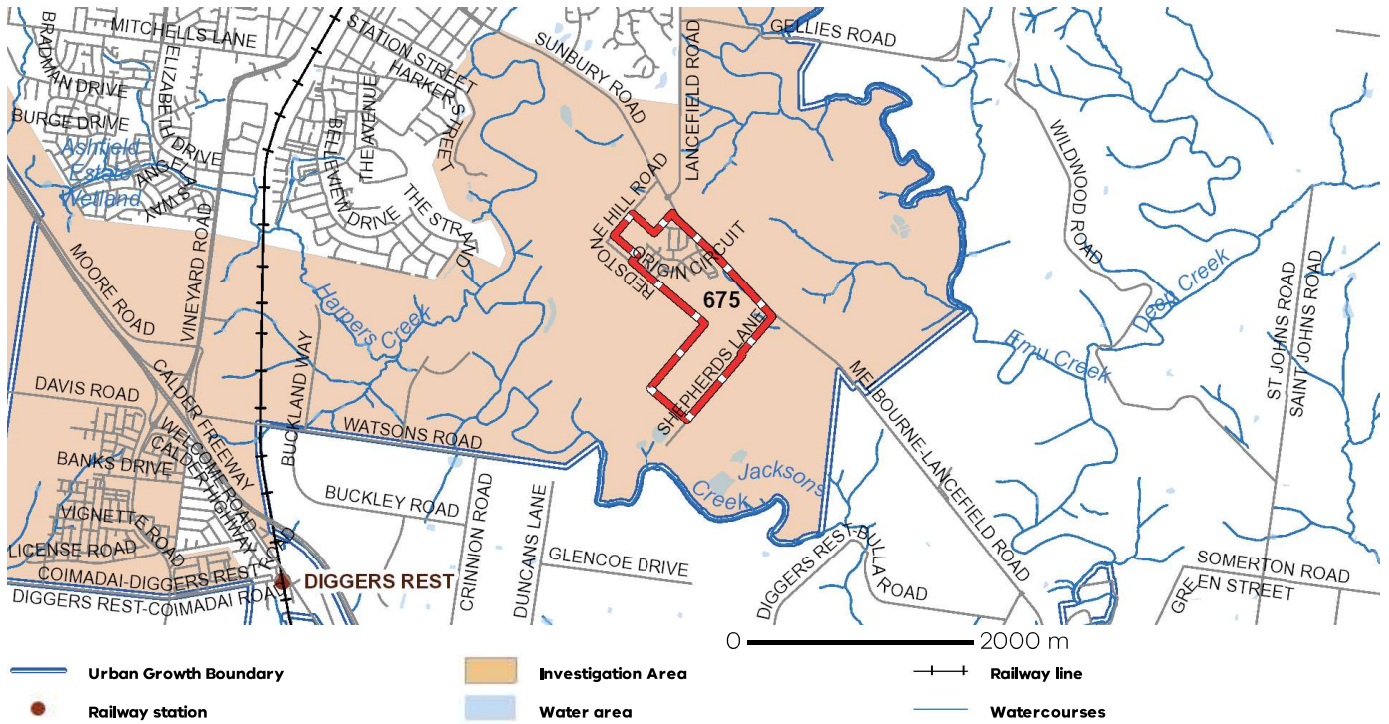 MITCHELLS LANE
BRADMAN DRIVE
ELIZABETH DRIVE
BURGE DRIVE
Ashfield
Estate
Wetland
ANGELAS WAY
STATION STREET
HARKER STREET
THE AVENUE
BELLEVIEW DRIVE
THE STRAND
SUNBURY ROAD
LANCEFIELD ROAD
GELLIES ROAD
WILDWOOD ROAD
REDSTONE HILL ROAD
ORIGIN CIRCUIT
675
SHEPHERDS LANE
MOORE ROAD
VINEYARD ROAD
Harpers Creek
CALDER FREEWAY
BUCKLAND WAY
DAVIS ROAD
WATSONS ROAD
WELCOME ROAD
CALDER HIGHWAY
BANKS DRIVE
VIGNETTE ROAD
BUCKLEY ROAD
CRINNION ROAD
DUNCANS LANE
GLENCOE DRIVE
Jacksons
Creek
MELBOURNE-LANCEFIELD ROAD
Emu Creek
Deep Creek
ST JOHNS ROAD
SAINT JOHNS ROAD
LICENSE ROAD
COIMADAI-DIGGERS REST ROAD
DIGGERS REST-COIMADAI ROAD
DIGGERS REST
DIGGERS REST-BULLA ROAD
SOMERTON ROAD
GREEN STREET
0 2000 m
Urban Growth Boundary
Investigation Area
Railway line
Railway station
Water area
Watercourses